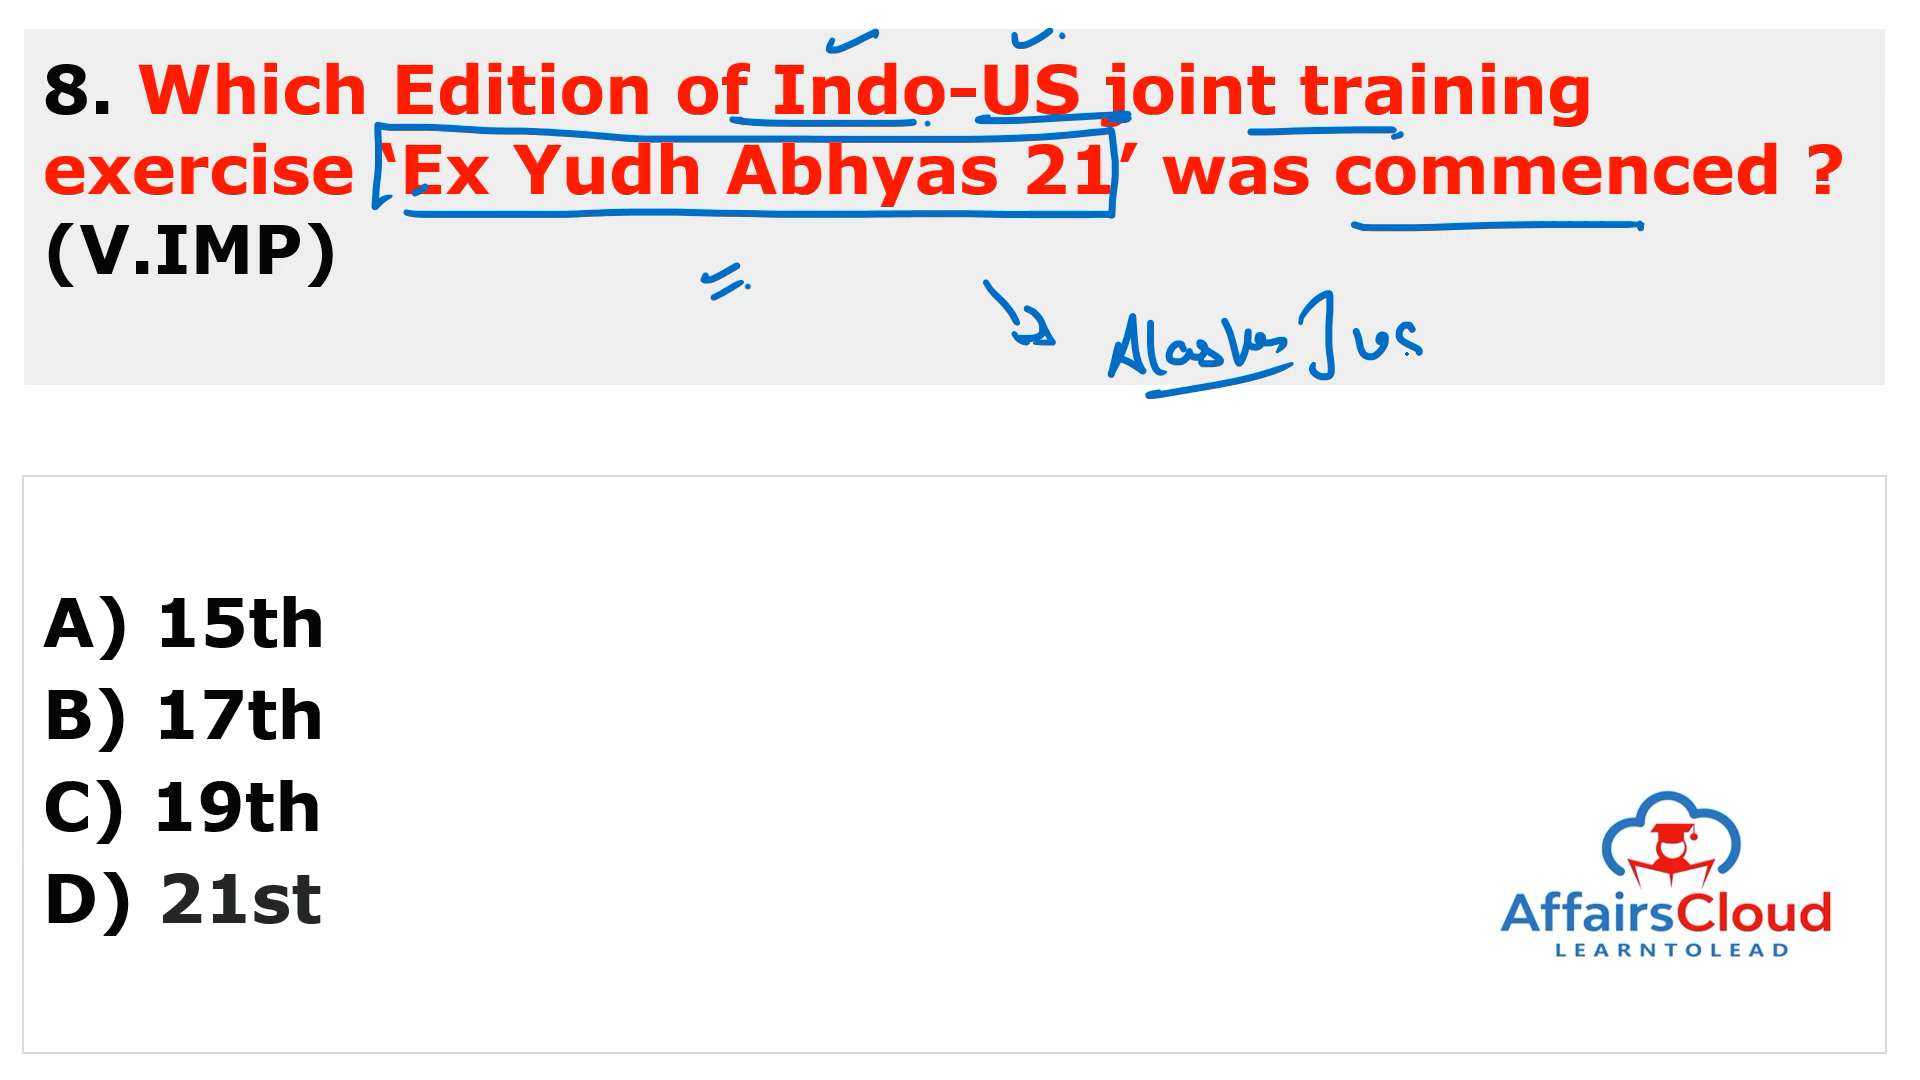 8. Which Edition of Indo-US joint training
exercise ‘Ex Yudh Abhyas 21’ was commenced ?
(V.IMP)
Alaska] US
A) 15th
B) 17th
C) 19th
D) 21st
AffairsCloud
LEARNTOLEAD